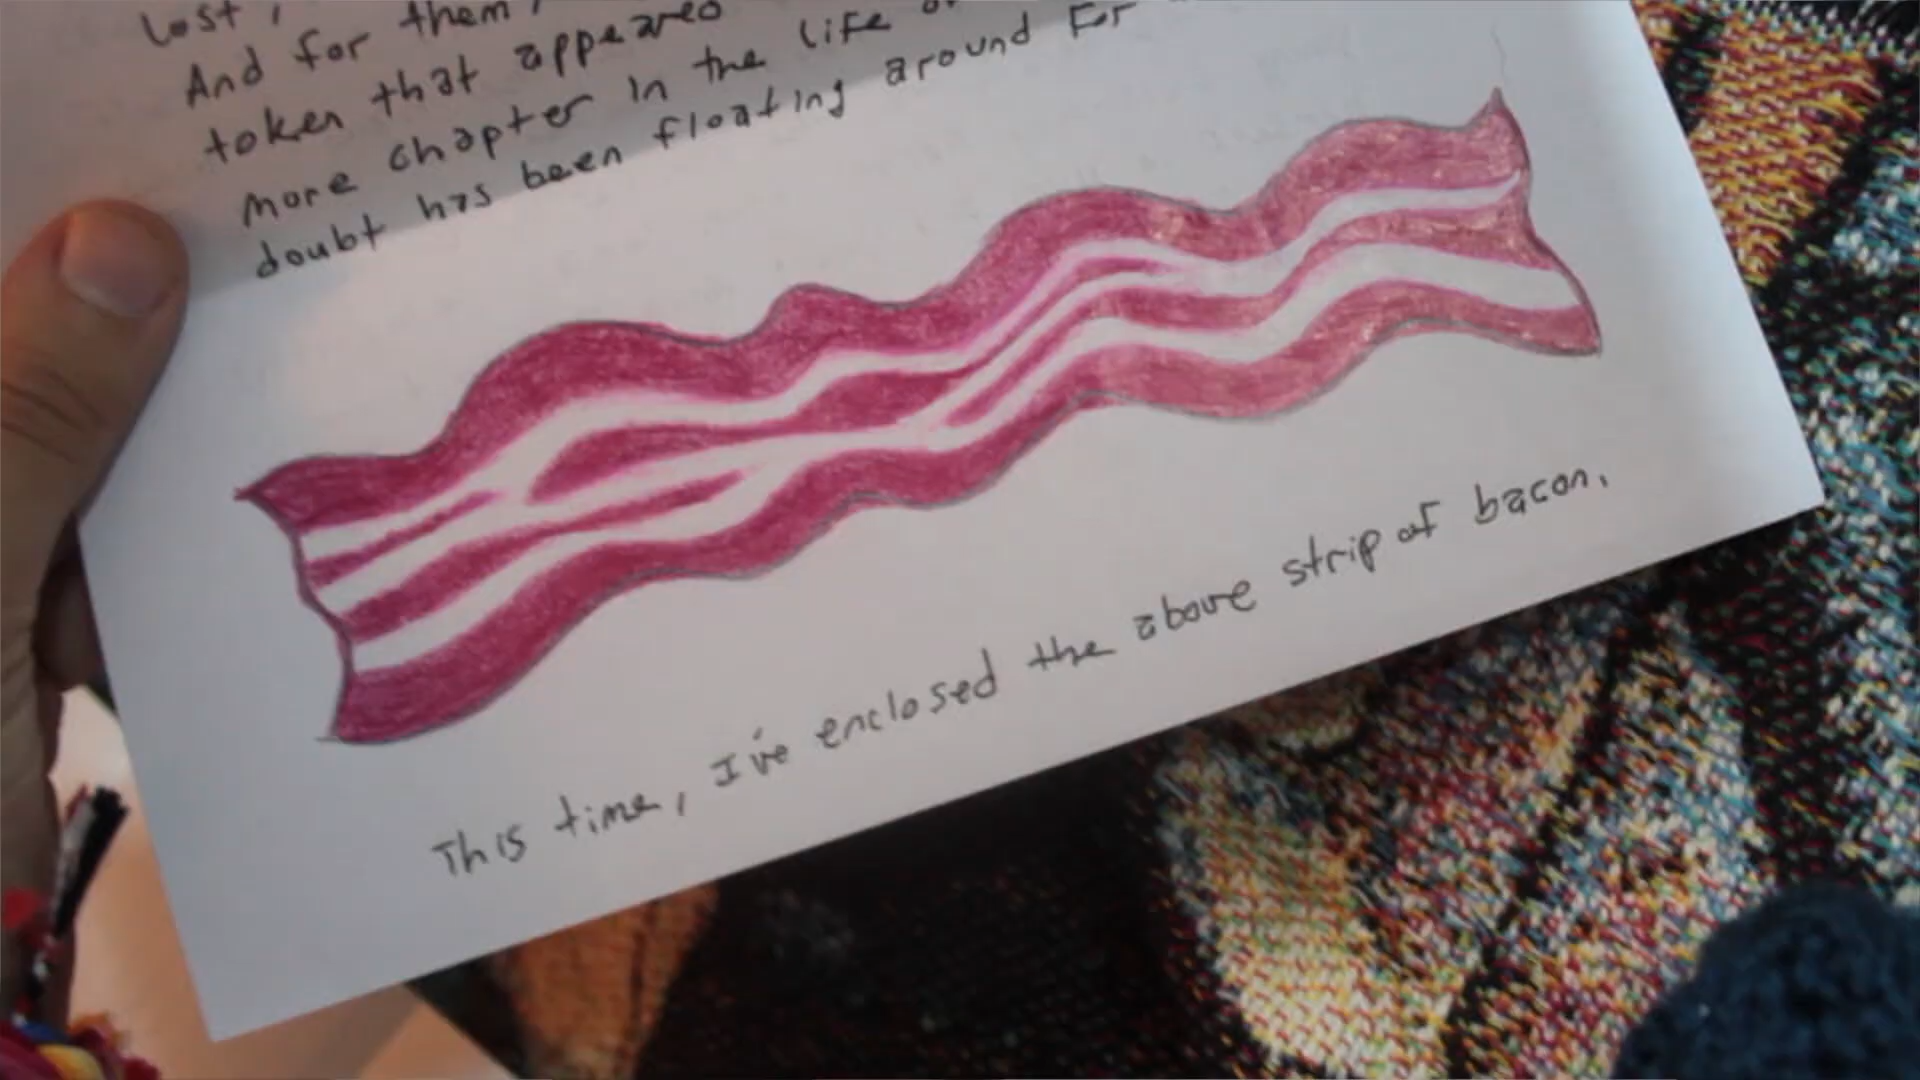 lost,
And for them,
token that appeared
more chapter in the life
doubt has been floating around for
This time, I've enclosed the above strip of bacon.